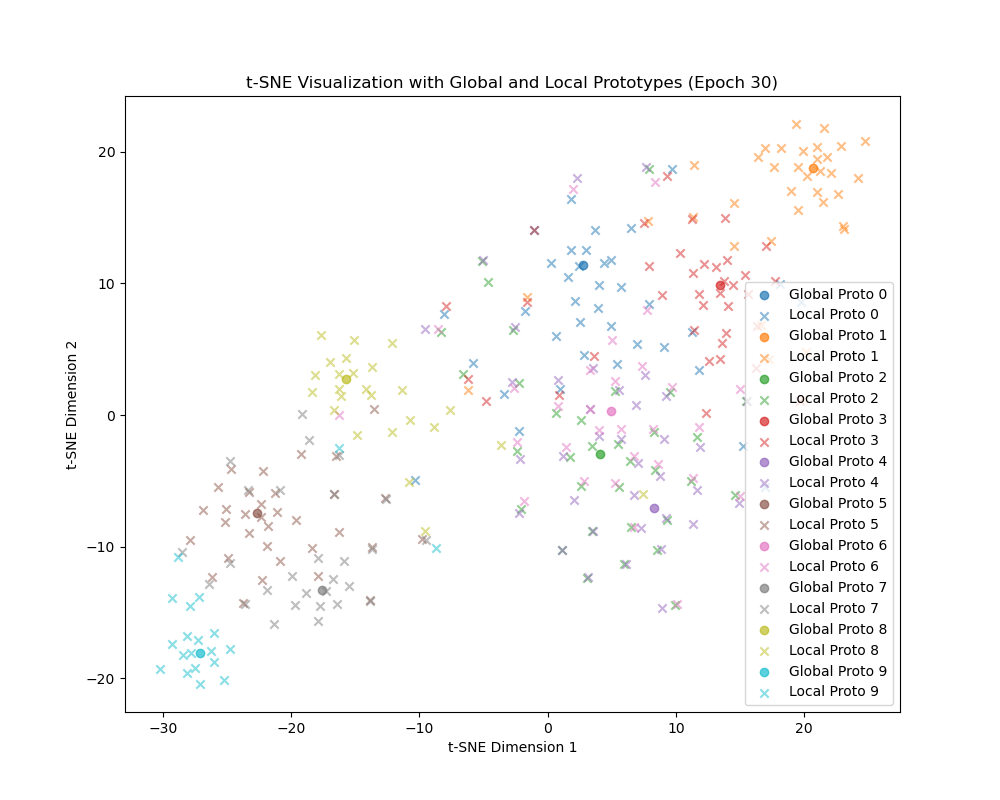 t-SNE Visualization with Global and Local Prototypes (Epoch 30)
t-SNE Dimension 2
20
10
0
−10
−20
−30
−20
−10
0
10
20
t-SNE Dimension 1
Global Proto 0
Local Proto 0
Global Proto 1
Local Proto 1
Global Proto 2
Local Proto 2
Global Proto 3
Local Proto 3
Global Proto 4
Local Proto 4
Global Proto 5
Local Proto 5
Global Proto 6
Local Proto 6
Global Proto 7
Local Proto 7
Global Proto 8
Local Proto 8
Global Proto 9
Local Proto 9